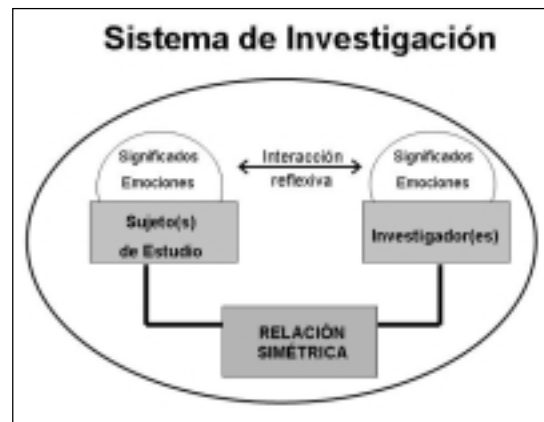 Sistema de Investigación
Significados
Emociones
Interacción
reflexiva
Significados
Emociones
Sujeto(s)
de Estudio
Investigador(es)
RELACIÓN
SIMÉTRICA